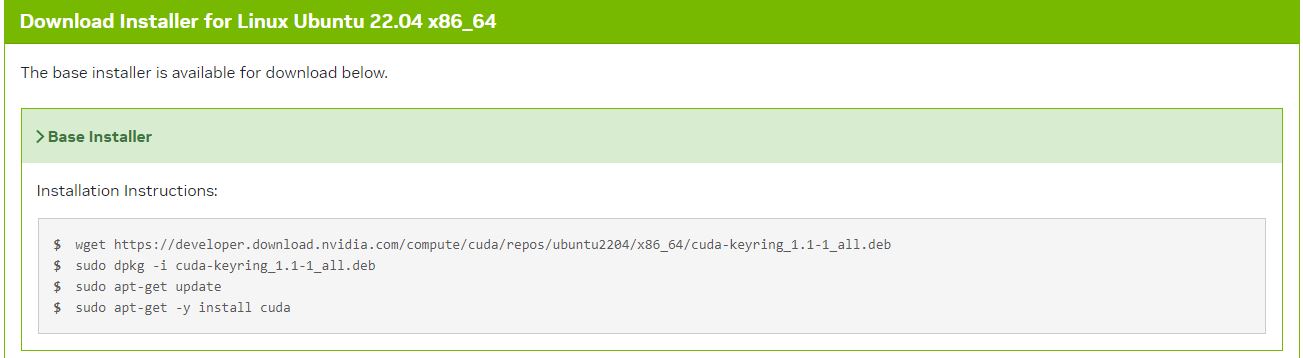 Download Installer for Linux Ubuntu 22.04 x86_64
The base installer is available for download below.
>Base Installer
Installation Instructions:
$ wget https://developer.download.nvidia.com/compute/cuda/repos/ubuntu2204/x86_64/cuda-keyring_1.1-1_all.deb
$ sudo dpkg -i cuda-keyring_1.1-1_all.deb
$ sudo apt-get update
$ sudo apt-get -y install cuda